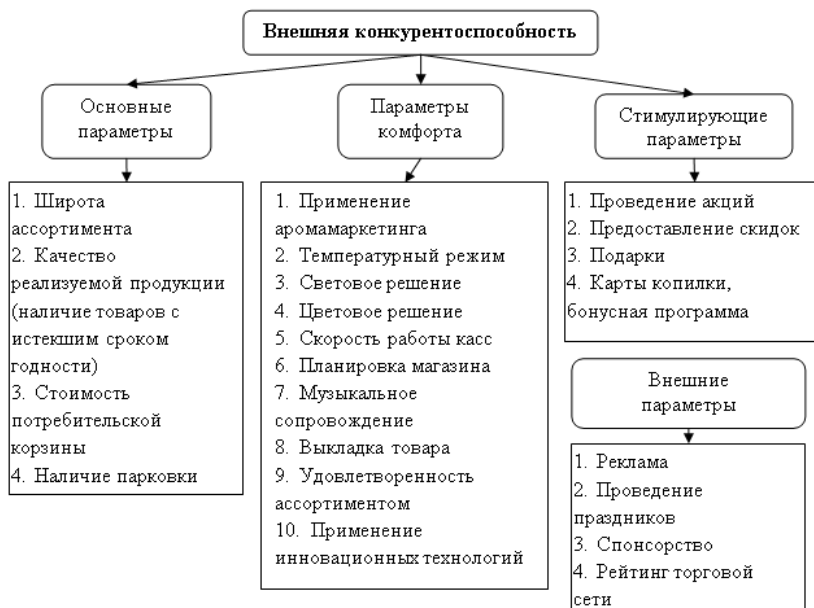 Внешняя конкурентоспособность
Основные
параметры
Параметры
комфорта
Стимулирующие
параметры
1. Широта
ассортимента
2. Качество
реализуемой продукции
(наличие товаров с
истекшим сроком
годности)
3. Стоимость
потребительской
корзины
4. Наличие парковки
1. Применение
аромамаркетинга
2. Температурный режим
3. Световое решение
4. Цветовое решение
5. Скорость работы касс
6. Планировка магазина
7. Музыкальное
сопровождение
8. Выкладка товара
9. Удовлетворенность
ассортиментом
10. Применение
инновационных технологий
1. Проведение акций
2. Предоставление скидок
3. Подарки
4. Карты копилки,
бонусная программа
Внешние
параметры
1. Реклама
2. Проведение
праздников
3. Спонсорство
4. Рейтинг торговой
сети